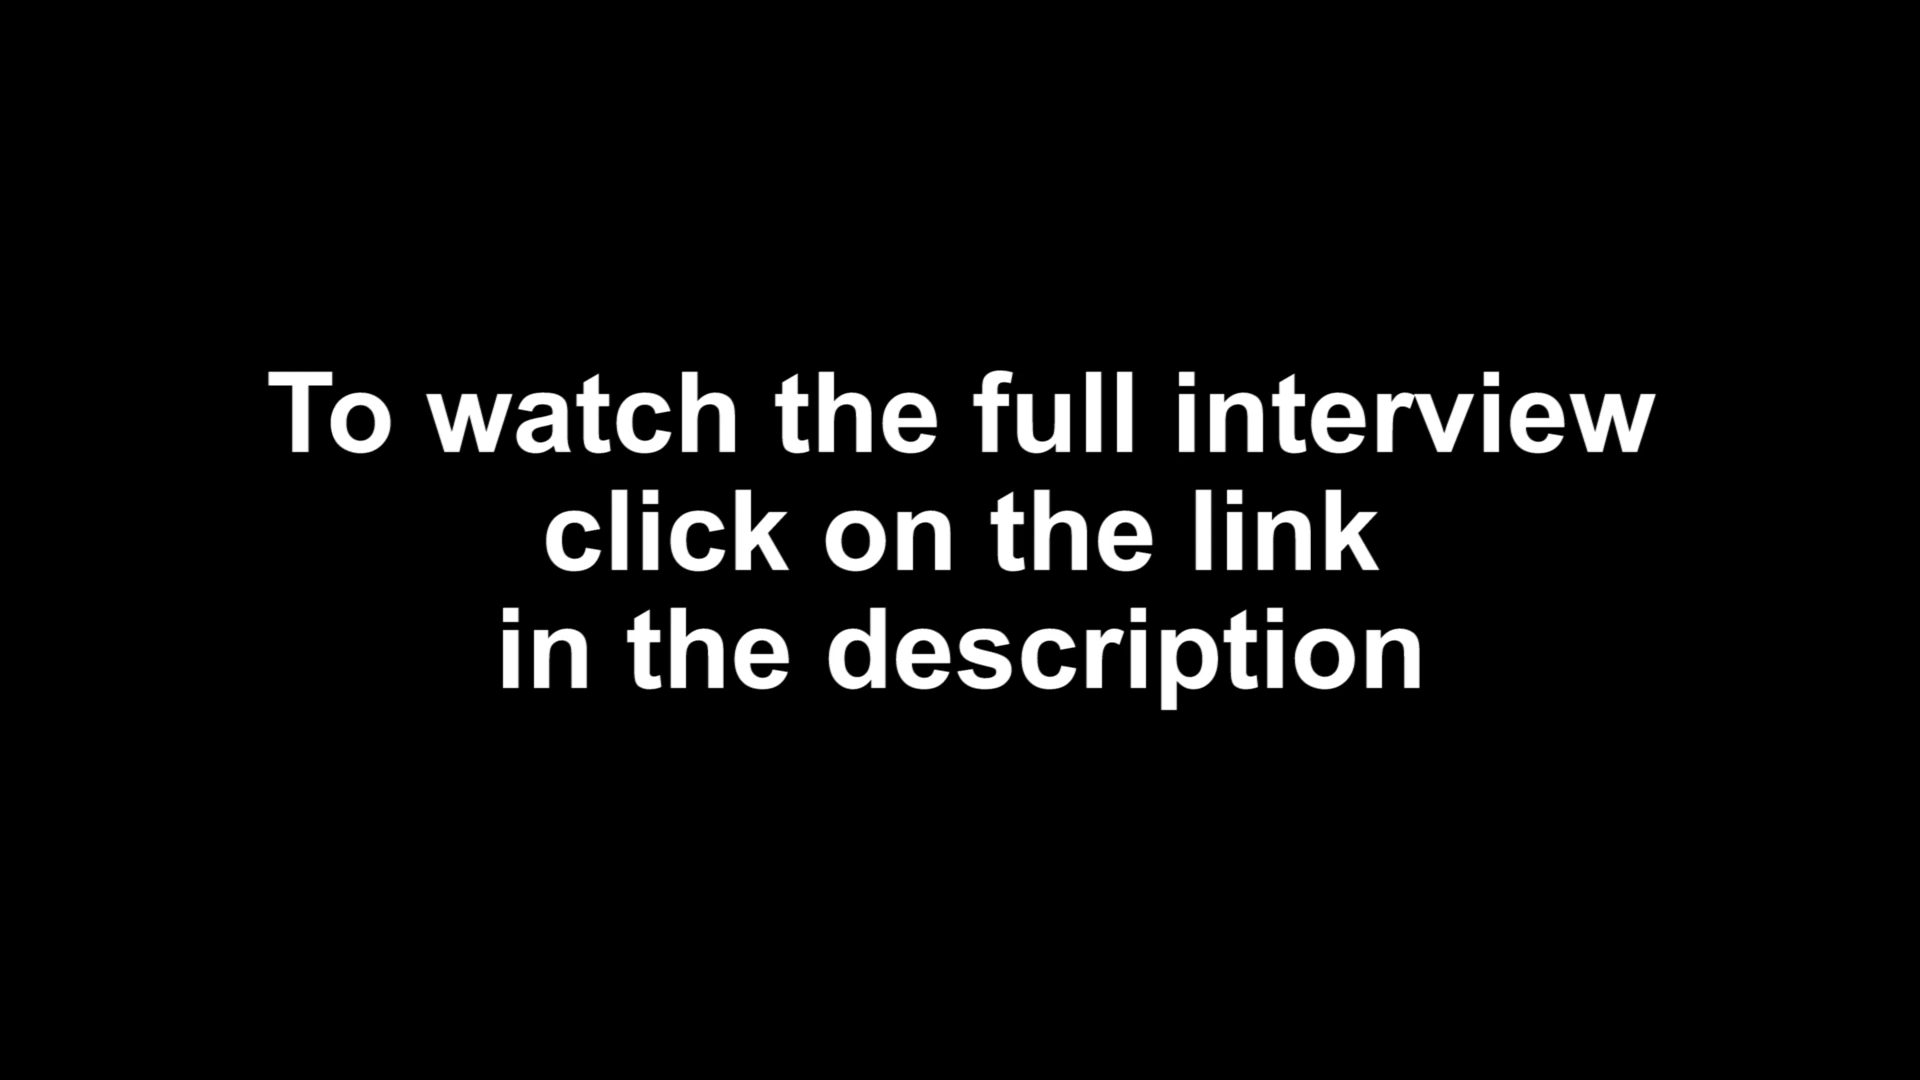 To watch the full interview
click on the link
in the description